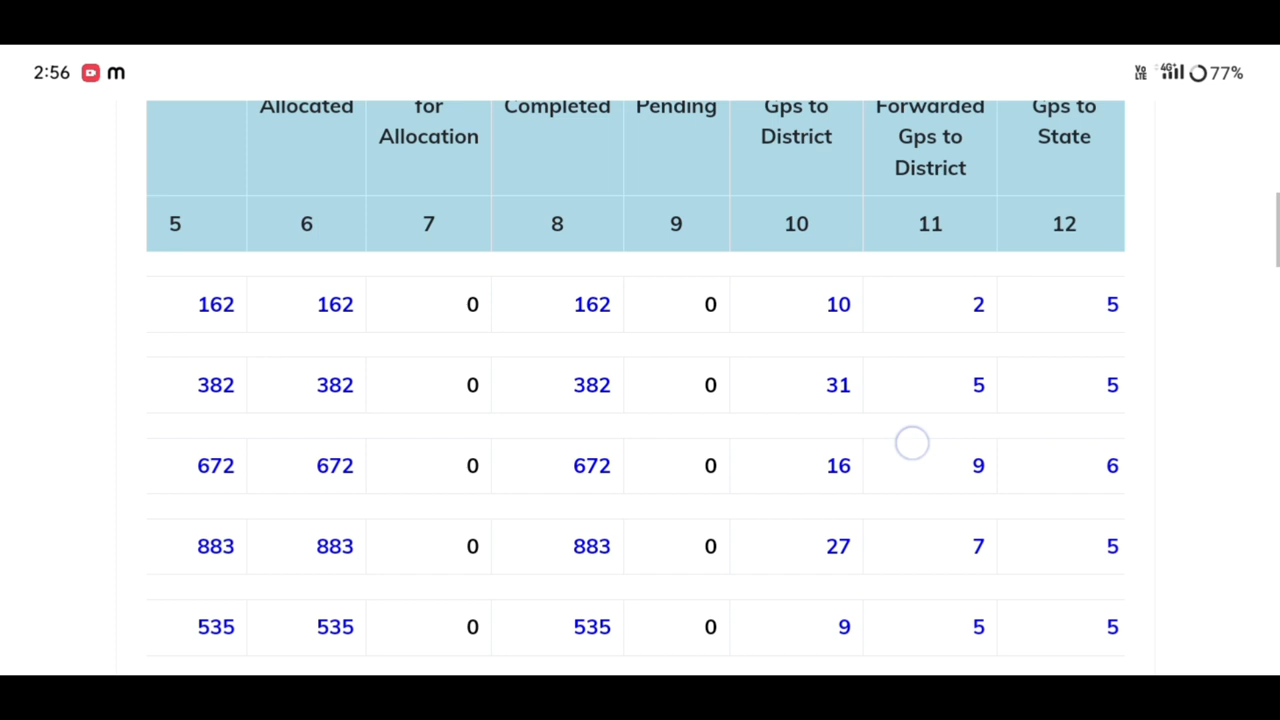 2:56 m VoLTE 4G+ 77%
Allocated for Completed Pending Gps to Forwarded Gps to
Allocation District Gps to State
District
5 6 7 8 9 10 11 12
162 162 0 162 0 10 2 5
382 382 0 382 0 31 5 5
672 672 0 672 0 16 9 6
883 883 0 883 0 27 7 5
535 535 0 535 0 9 5 5